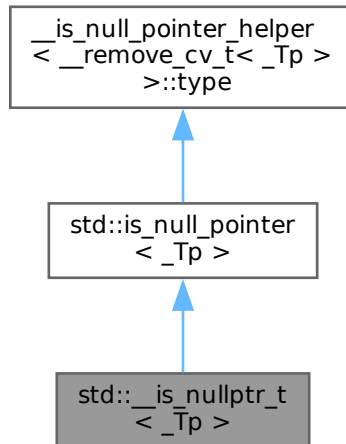 __is_null_pointer_helper
< __remove_cv_t< _Tp >
>::type
std::is_null_pointer
< _Tp >
std::__is_nullptr_t
< _Tp >